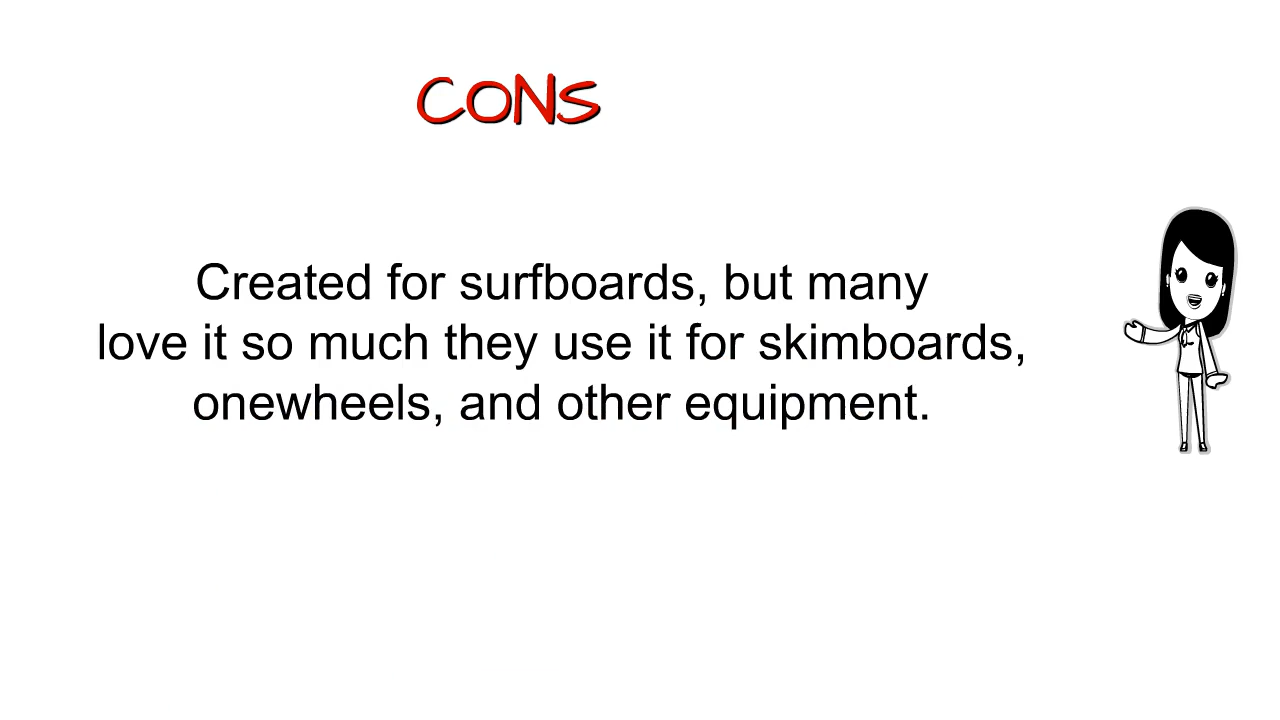 CONS
Created for surfboards, but many
love it so much they use it for skimboards,
onewheels, and other equipment.